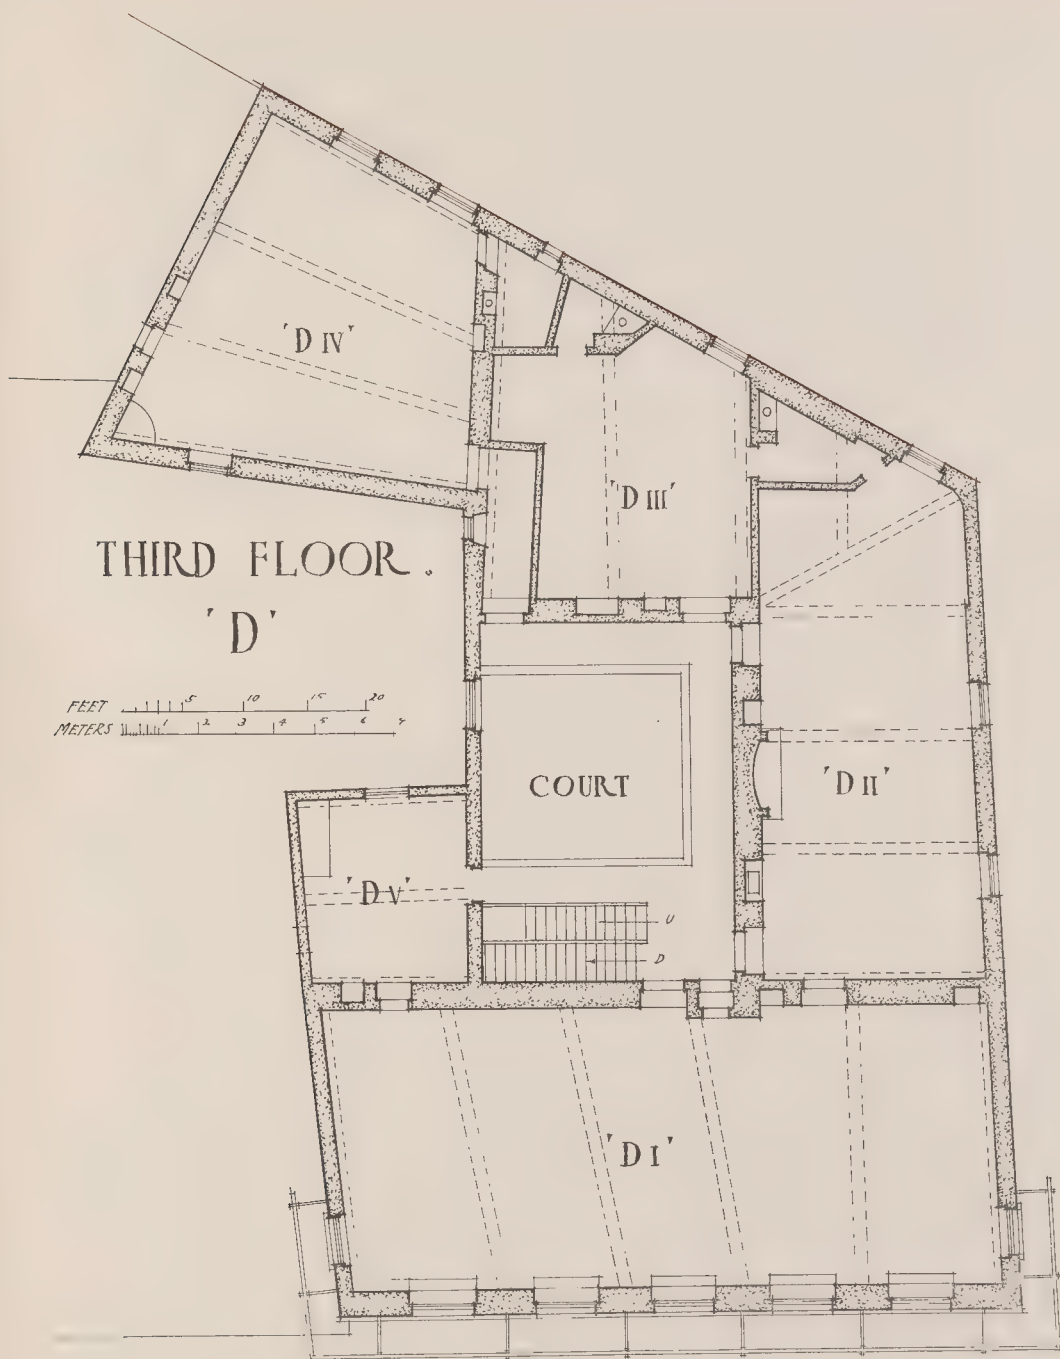 'D IV'
'D III'
THIRD FLOOR.
'D'
FEET 5 10 15 20
METERS 1 2 3 4 5 6 7
COURT
'D II'
'D V'
U
D
'D I'